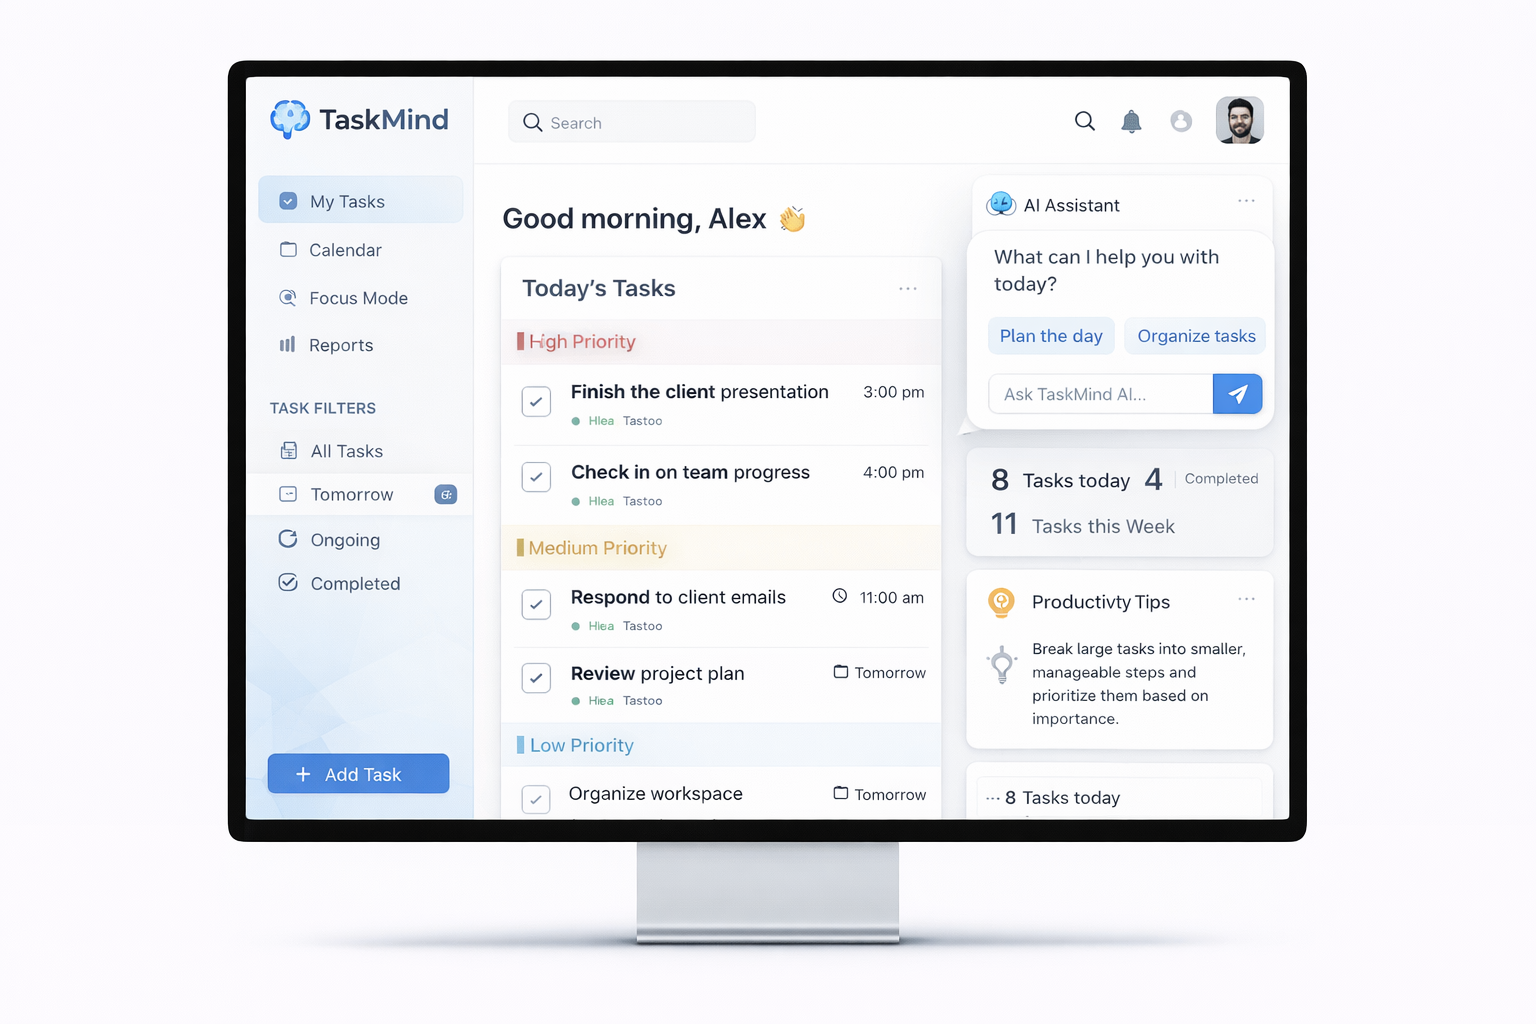 TaskMind
Search
My Tasks
Calendar
Focus Mode
Reports
TASK FILTERS
All Tasks
Tomorrow
Ongoing
Completed
+ Add Task
Good morning, Alex 👋
Today's Tasks
High Priority
Finish the client presentation 3:00 pm
Hlea Tastoo
Check in on team progress 4:00 pm
Hlea Tastoo
Medium Priority
Respond to client emails 11:00 am
Hlea Tastoo
Review project plan Tomorrow
Hlea Tastoo
Low Priority
Organize workspace Tomorrow
AI Assistant
What can I help you with
today?
Plan the day Organize tasks
Ask TaskMind AI...
8 Tasks today 4 Completed
11 Tasks this Week
Productivty Tips
Break large tasks into smaller,
manageable steps and
prioritize them based on
importance.
8 Tasks today